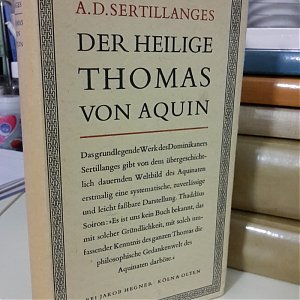 A.D.SERTILLANGES
DER HEILIGE
THOMAS
VON AQUIN
Das grundlegende Werk des Dominikaners
Sertillanges gibt von dem übergeschicht-
lich dauernden Weltbild des Aquinaten
erstmalig eine systematische, zuverlässige
und leicht faßbare Darstellung. Thaddäus
Soiron: »Es ist uns kein Buch bekannt, das
mit solcher Gründlichkeit, mit solch um-
fassender Kenntnis des ganzen Thomas die
philosophische Gedankenwelt des
Aquinaten darböte.«
BEI JAKOB HEGNER · KÖLN & OLTEN